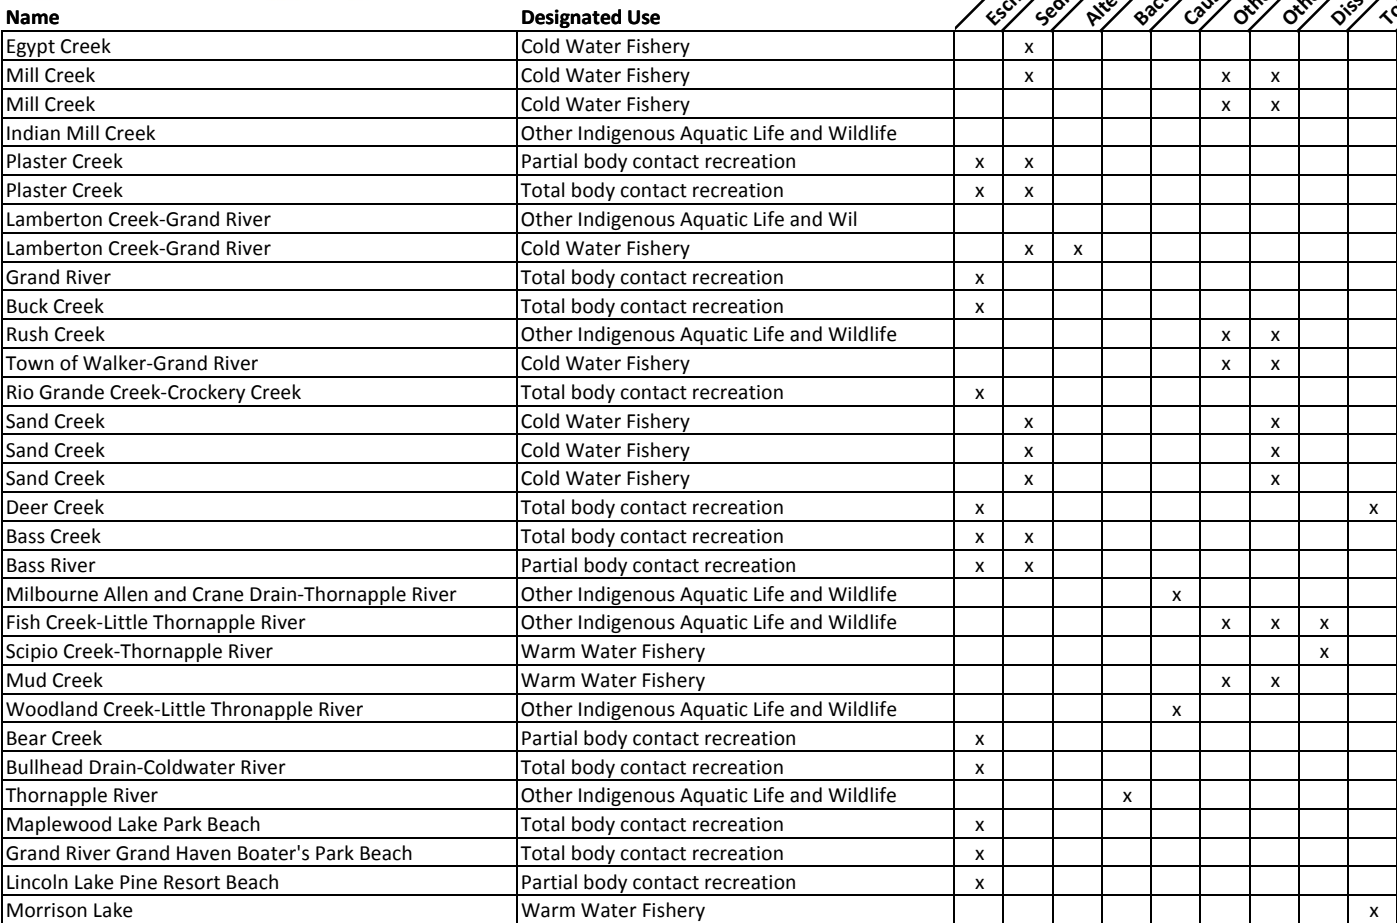 Name Designated Use Esch Sedi Alte Bact Cau Oth Oth Diss To
Egypt Creek Cold Water Fishery x
Mill Creek Cold Water Fishery x x x
Mill Creek Cold Water Fishery x x
Indian Mill Creek Other Indigenous Aquatic Life and Wildlife
Plaster Creek Partial body contact recreation x x
Plaster Creek Total body contact recreation x x
Lamberton Creek-Grand River Other Indigenous Aquatic Life and Wil
Lamberton Creek-Grand River Cold Water Fishery x x
Grand River Total body contact recreation x
Buck Creek Total body contact recreation x
Rush Creek Other Indigenous Aquatic Life and Wildlife x x
Town of Walker-Grand River Cold Water Fishery x x
Rio Grande Creek-Crockery Creek Total body contact recreation x
Sand Creek Cold Water Fishery x x
Sand Creek Cold Water Fishery x x
Sand Creek Cold Water Fishery x x
Deer Creek Total body contact recreation x x
Bass Creek Total body contact recreation x x
Bass River Partial body contact recreation x x
Milbourne Allen and Crane Drain-Thornapple River Other Indigenous Aquatic Life and Wildlife x
Fish Creek-Little Thornapple River Other Indigenous Aquatic Life and Wildlife x x x
Scipio Creek-Thornapple River Warm Water Fishery x
Mud Creek Warm Water Fishery x x
Woodland Creek-Little Thronapple River Other Indigenous Aquatic Life and Wildlife x
Bear Creek Partial body contact recreation x
Bullhead Drain-Coldwater River Total body contact recreation x
Thornapple River Other Indigenous Aquatic Life and Wildlife x
Maplewood Lake Park Beach Total body contact recreation x
Grand River Grand Haven Boater's Park Beach Total body contact recreation x
Lincoln Lake Pine Resort Beach Partial body contact recreation x
Morrison Lake Warm Water Fishery x